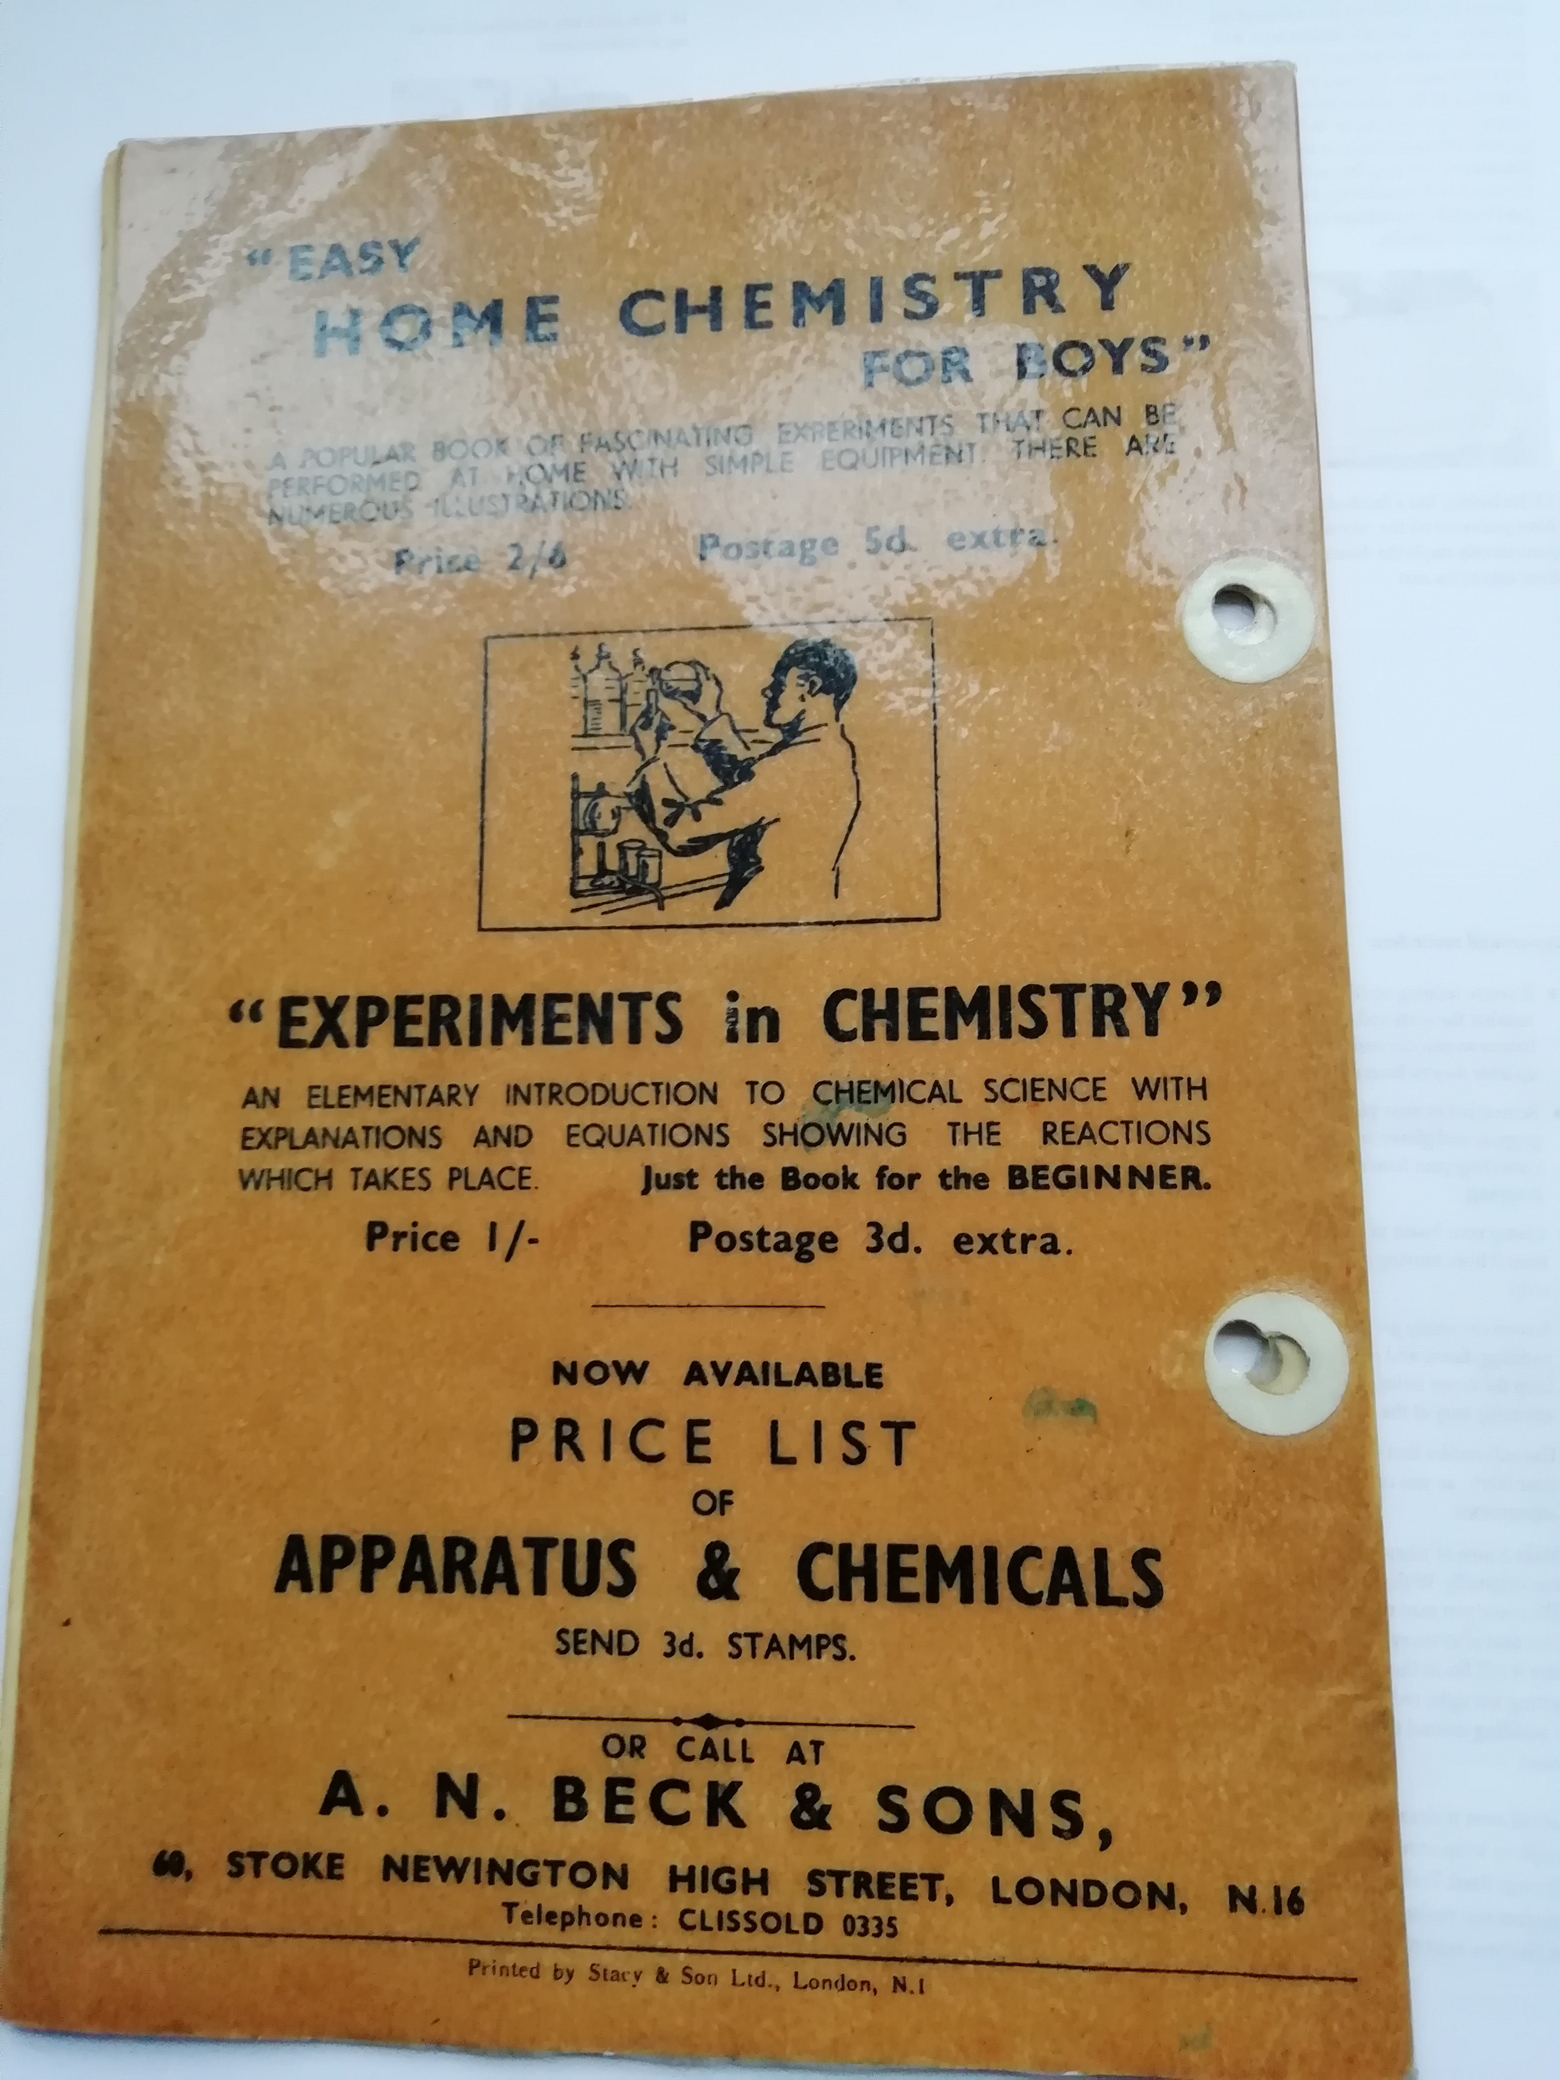 "EASY
HOME CHEMISTRY
FOR BOYS"
A POPULAR BOOK OF FASCINATING EXPERIMENTS THAT CAN BE
PERFORMED AT HOME WITH SIMPLE EQUIPMENT. THERE ARE
NUMEROUS ILLUSTRATIONS.
Price 2/6 Postage 5d. extra.
"EXPERIMENTS in CHEMISTRY"
AN ELEMENTARY INTRODUCTION TO CHEMICAL SCIENCE WITH
EXPLANATIONS AND EQUATIONS SHOWING THE REACTIONS
WHICH TAKES PLACE. Just the Book for the BEGINNER.
Price 1/- Postage 3d. extra.
NOW AVAILABLE
PRICE LIST
OF
APPARATUS & CHEMICALS
SEND 3d. STAMPS.
OR CALL AT
A. N. BECK & SONS,
60, STOKE NEWINGTON HIGH STREET, LONDON, N.16
Telephone: CLISSOLD 0335
Printed by Stacy & Son Ltd., London, N.1